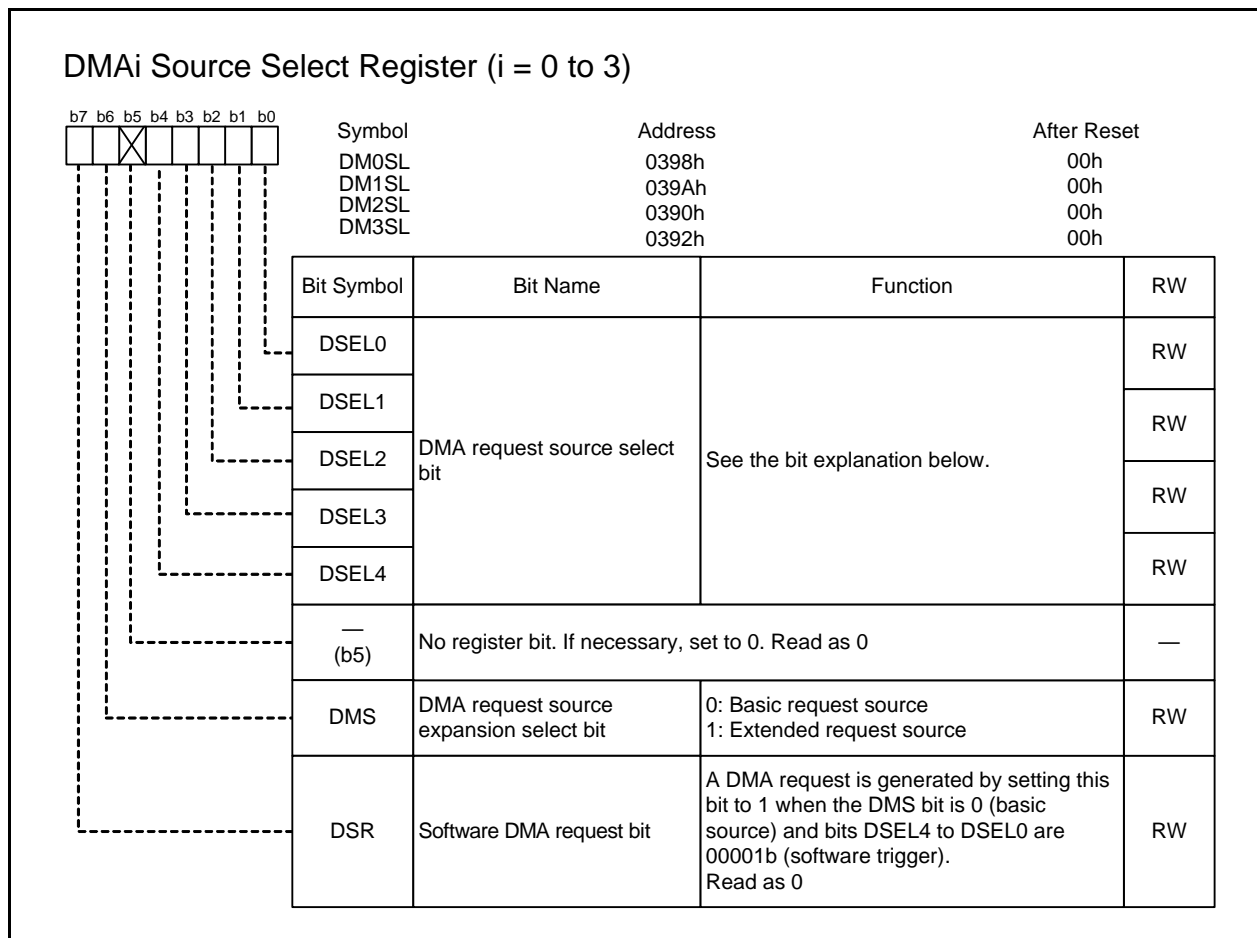 DMAi Source Select Register (i = 0 to 3)
b7 b6 b5 b4 b3 b2 b1 b0
Symbol Address After Reset
DM0SL 0398h 00h
DM1SL 039Ah 00h
DM2SL 0390h 00h
DM3SL 0392h 00h
Bit Symbol Bit Name Function RW
DSEL0 RW
DSEL1 RW
DSEL2 DMA request source select
bit See the bit explanation below.
DSEL3 RW
DSEL4 RW
—
(b5) No register bit. If necessary, set to 0. Read as 0 —
DMS DMA request source
expansion select bit
0: Basic request source
1: Extended request source
RW
DSR Software DMA request bit
A DMA request is generated by setting this
bit to 1 when the DMS bit is 0 (basic
source) and bits DSEL4 to DSEL0 are
00001b (software trigger).
Read as 0
RW